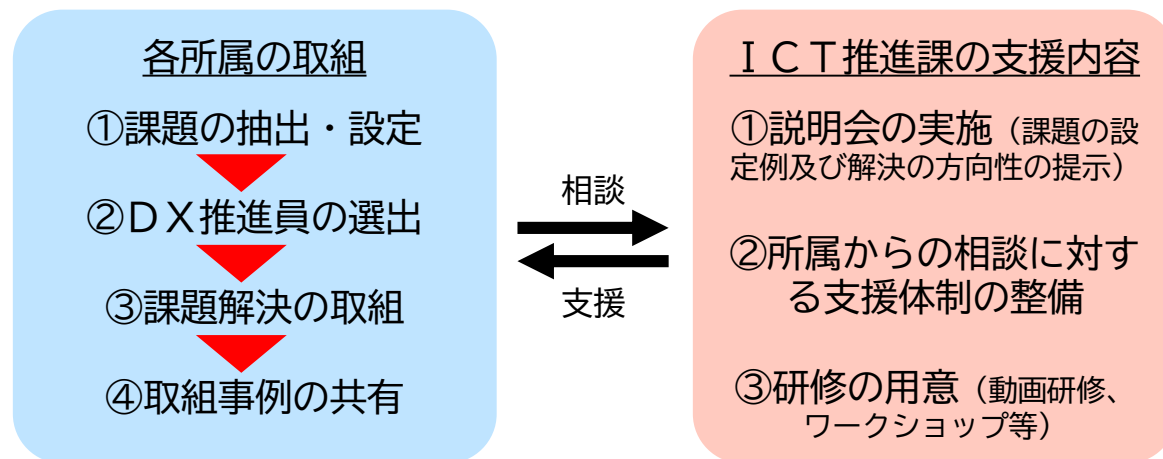 各所属の取組
①課題の抽出・設定
②ＤＸ推進員の選出
③課題解決の取組
④取組事例の共有
相談
支援
ＩＣＴ推進課の支援内容
①説明会の実施（課題の設
定例及び解決の方向性の提示）
②所属からの相談に対す
る支援体制の整備
③研修の用意（動画研修、
ワークショップ等）